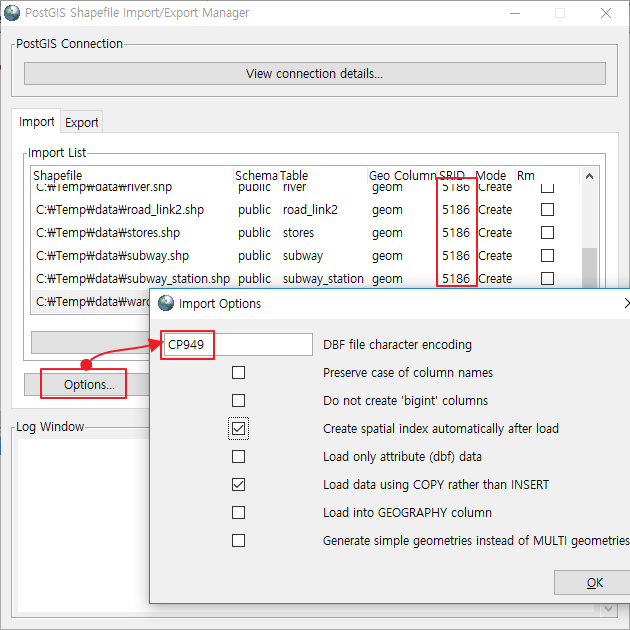 PostGIS Shapefile Import/Export Manager
PostGIS Connection
View connection details...
Import Export
Import List
Shapefile Schema Table Geo Column SRID Mode Rm
C:₩Temp₩data₩river.shp public river geom 5186 Create
C:₩Temp₩data₩road_link2.shp public road_link2 geom 5186 Create
C:₩Temp₩data₩stores.shp public stores geom 5186 Create
C:₩Temp₩data₩subway.shp public subway geom 5186 Create
C:₩Temp₩data₩subway_station.shp public subway_station geom 5186 Create
C:₩Temp₩data₩ward
Options...
Log Window
Import Options
CP949 DBF file character encoding
Preserve case of column names
Do not create 'bigint' columns
Create spatial index automatically after load
Load only attribute (dbf) data
Load data using COPY rather than INSERT
Load into GEOGRAPHY column
Generate simple geometries instead of MULTI geometries
OK